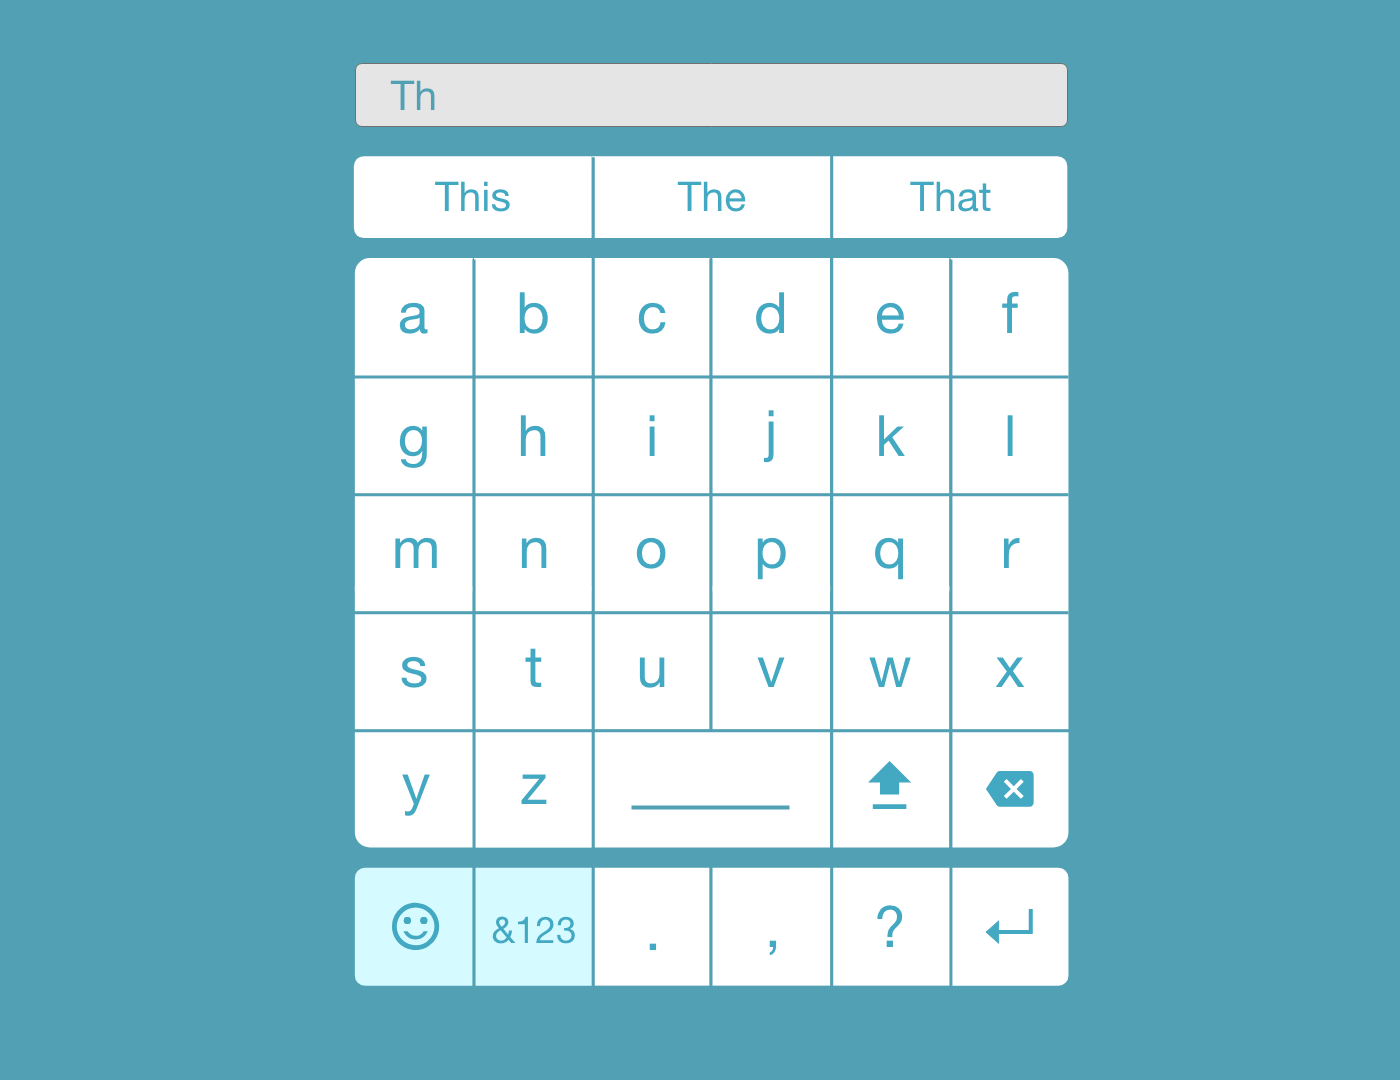 Th
This The That
a b c d e f
g h i j k l
m n o p q r
s t u v w x
y z
&123 . , ?